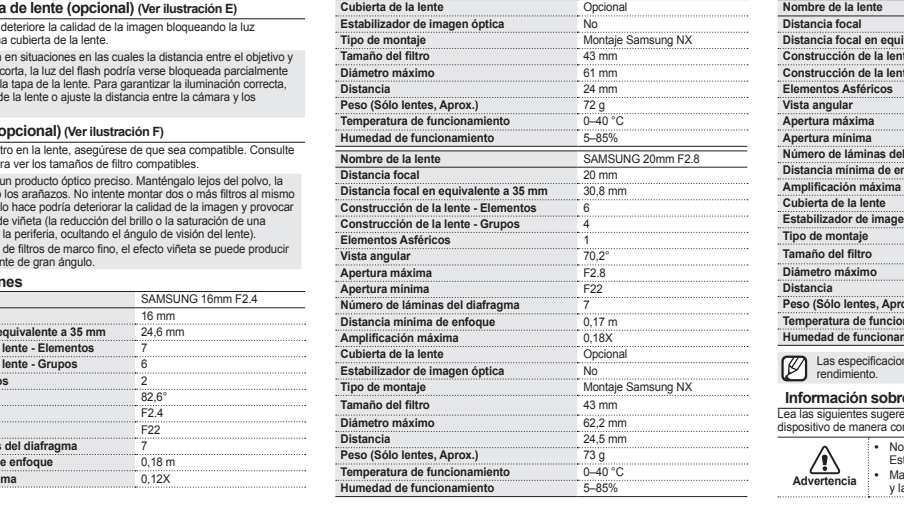 a de lente (opcional) (Ver ilustración E)
deteriore la calidad de la imagen bloqueando la luz
a cubierta de la lente.
en situaciones en las cuales la distancia entre el objetivo y
corta, la luz del flash podría verse bloqueada parcialmente
la tapa de la lente. Para garantizar la iluminación correcta,
de la lente o ajuste la distancia entre la cámara y los
opcional) (Ver ilustración F)
tro en la lente, asegúrese de que sea compatible. Consulte
ra ver los tamaños de filtro compatibles.
un producto óptico preciso. Manténgalo lejos del polvo, la
o los arañazos. No intente montar dos o más filtros al mismo
lo hace podría deteriorar la calidad de la imagen y provocar
de viñeta (la reducción del brillo o la saturación de una
la periferia, ocultando el ángulo de visión del lente).
de filtros de marco fino, el efecto viñeta se puede producir
nte de gran ángulo.
nes
SAMSUNG 16mm F2.4
16 mm
equivalente a 35 mm 24,6 mm
lente - Elementos 7
lente - Grupos 6
os 2
82,6°
F2.4
F22
s del diafragma 7
e enfoque 0,18 m
ma 0,12X
Cubierta de la lente Opcional
Estabilizador de imagen óptica No
Tipo de montaje Montaje Samsung NX
Tamaño del filtro 43 mm
Diámetro máximo 61 mm
Distancia 24 mm
Peso (Sólo lentes, Aprox.) 72 g
Temperatura de funcionamiento 0–40 °C
Humedad de funcionamiento 5–85%
Nombre de la lente SAMSUNG 20mm F2.8
Distancia focal 20 mm
Distancia focal en equivalente a 35 mm 30,8 mm
Construcción de la lente - Elementos 6
Construcción de la lente - Grupos 4
Elementos Asféricos 1
Vista angular 70,2°
Apertura máxima F2.8
Apertura mínima F22
Número de láminas del diafragma 7
Distancia mínima de enfoque 0,17 m
Amplificación máxima 0,18X
Cubierta de la lente Opcional
Estabilizador de imagen óptica No
Tipo de montaje Montaje Samsung NX
Tamaño del filtro 43 mm
Diámetro máximo 62,2 mm
Distancia 24,5 mm
Peso (Sólo lentes, Aprox.) 73 g
Temperatura de funcionamiento 0–40 °C
Humedad de funcionamiento 5–85%
Nombre de la lente
Distancia focal
Distancia focal en equi
Construcción de la lent
Construcción de la lent
Elementos Asféricos
Vista angular
Apertura máxima
Apertura mínima
Número de láminas del
Distancia mínima de en
Amplificación máxima
Cubierta de la lente
Estabilizador de image
Tipo de montaje
Tamaño del filtro
Diámetro máximo
Distancia
Peso (Sólo lentes, Apro
Temperatura de funcion
Humedad de funcionam
Las especificacion
rendimiento.
Información sobre
Lea las siguientes sugere
dispositivo de manera cor
Advertencia
• No
Est
• Ma
y la